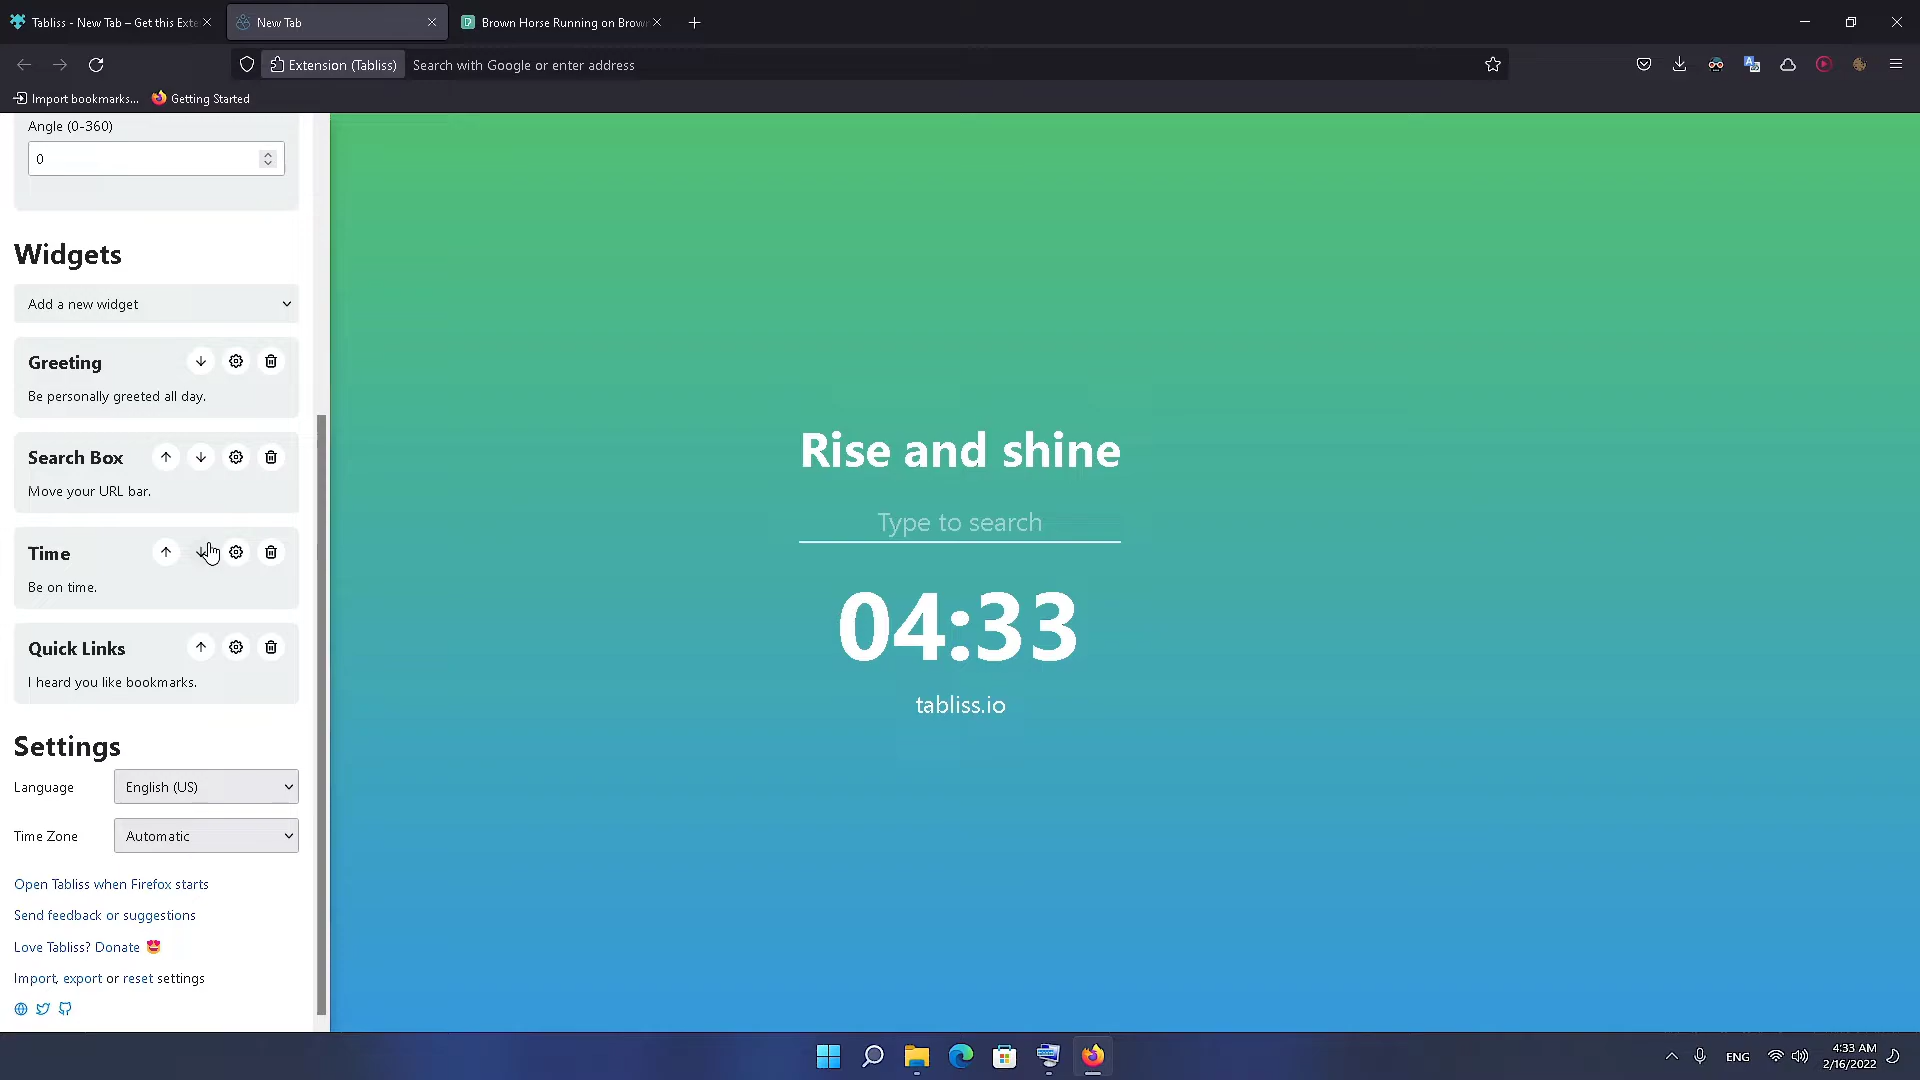 Tabliss - New Tab – Get this Exte
New Tab
Brown Horse Running on Brow
Extension (Tabliss)
Search with Google or enter address
Import bookmarks...
Getting Started
Angle (0-360)
0
Widgets
Add a new widget
Greeting
Be personally greeted all day.
Search Box
Move your URL bar.
Time
Be on time.
Quick Links
I heard you like bookmarks.
Settings
Language
English (US)
Time Zone
Automatic
Open Tabliss when Firefox starts
Send feedback or suggestions
Love Tabliss? Donate 😍
Import, export or reset settings
Rise and shine
Type to search
04:33
tabliss.io
ENG
4:33 AM
2/16/2022